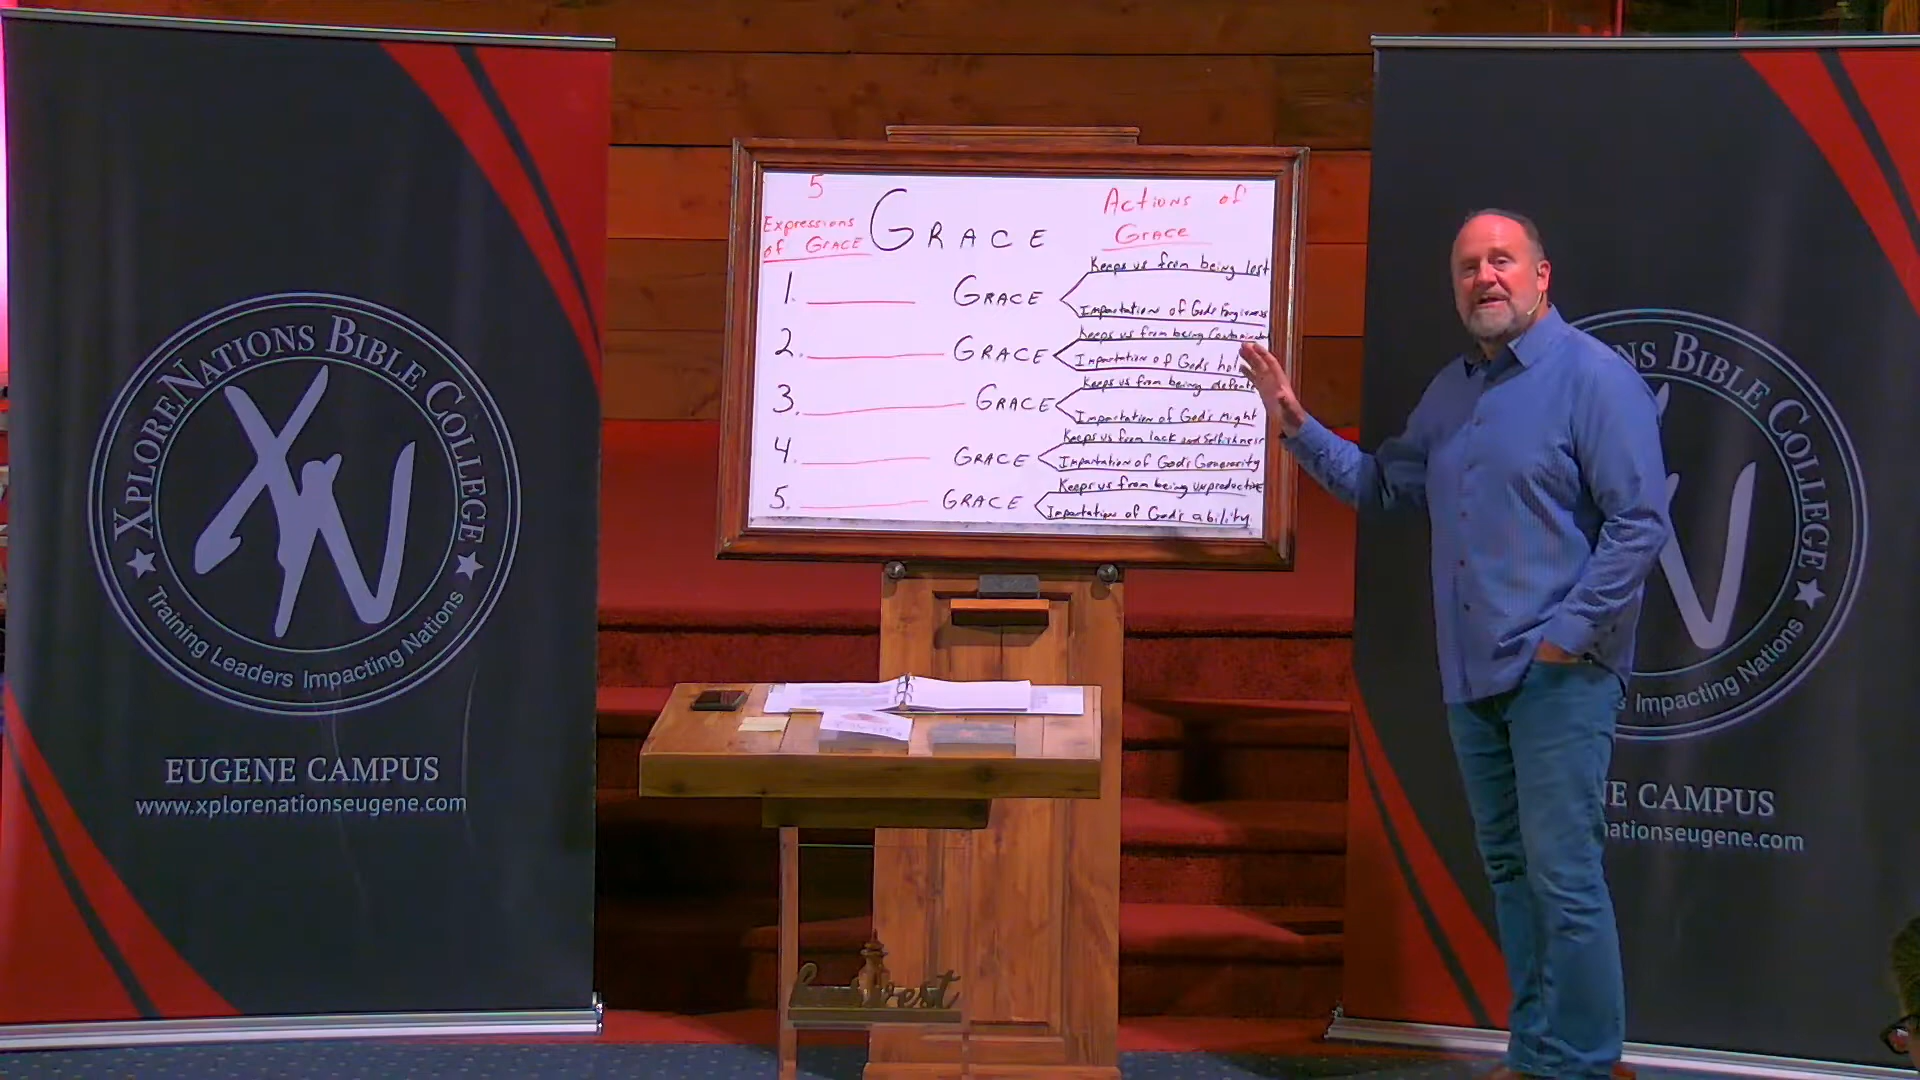 XPLORENATIONS BIBLE COLLEGE
XN
Training Leaders Impacting Nations
EUGENE CAMPUS
www.xplorenationseugene.com
5
Expressions
of GRACE
GRACE
Actions of
Grace
1. GRACE
Keeps us from being lost
Impartation of God's Forgiveness
2. GRACE
Keeps us from being
Impartation of God's
3. GRACE
Keeps us from being
Impartation of God's Might
4. GRACE
Keeps us from lack and Selfishness
Impartation of God's Generosity
5. GRACE
Keeps us from being unproductive
Impartation of God's ability
harvest
NS BIBLE COLLEGE
N
s Impacting Nations
NE CAMPUS
nationseugene.com